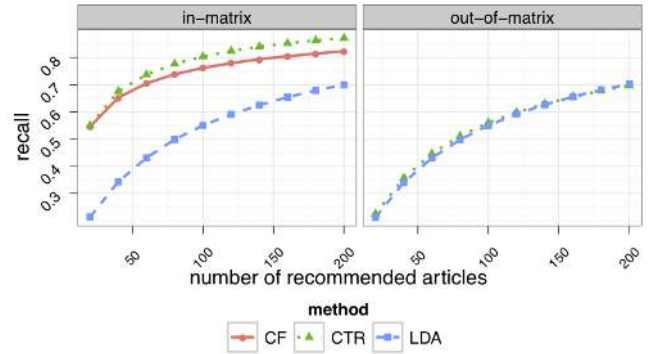 in-matrix out-of-matrix
0.8
0.7
0.6
0.5
0.4
0.3
recall
50 100 150 200 50 100 150 200
number of recommended articles
method
CF CTR LDA